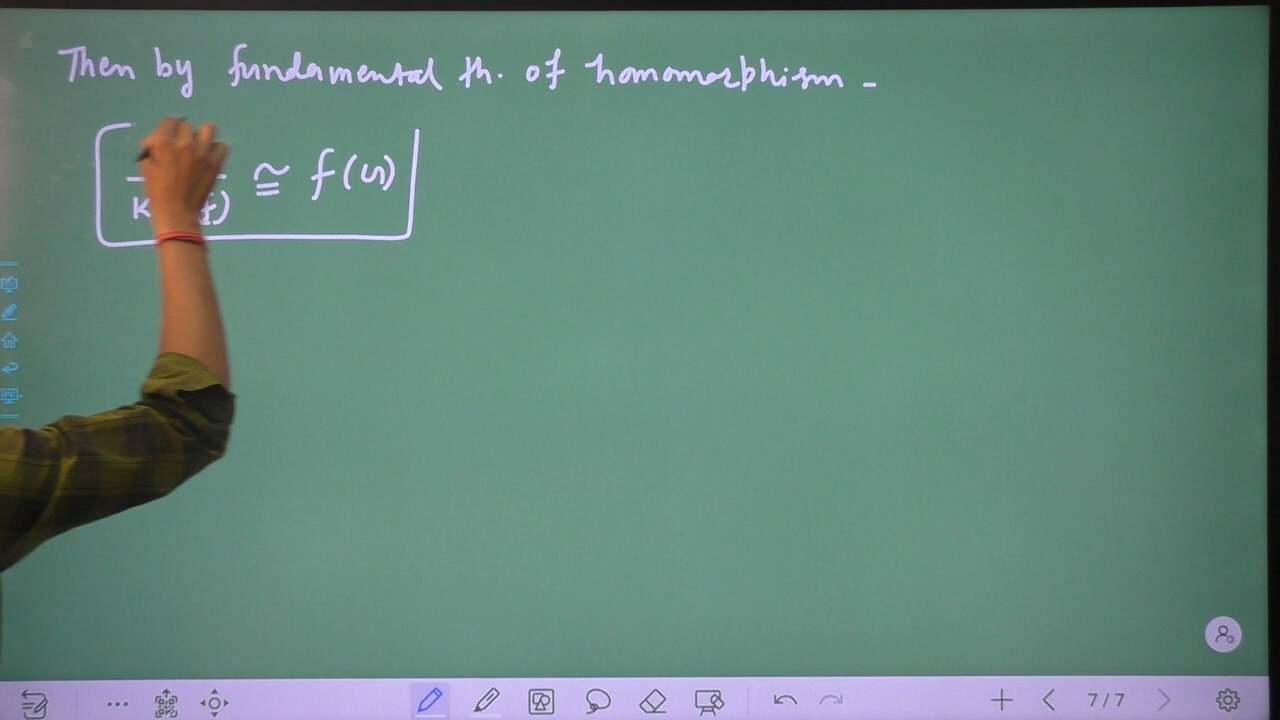 Then by fundamental th. of homomorphism -
≅ f(G)
7/7